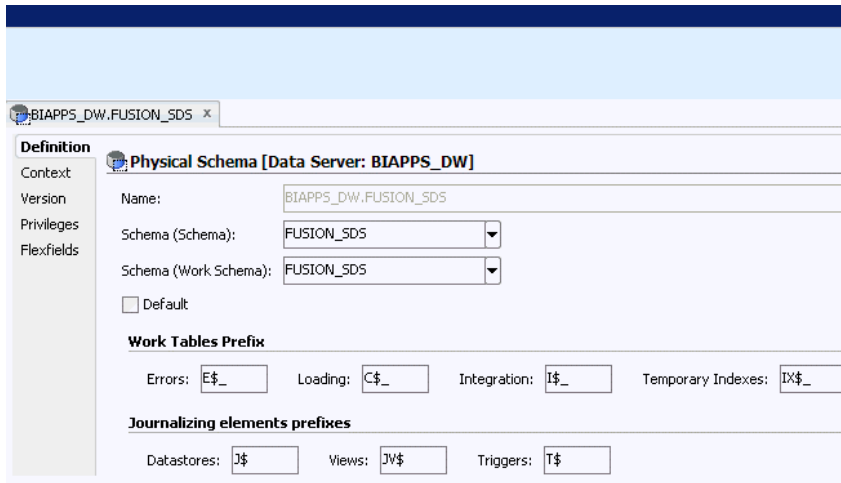 BIAPPS_DW.FUSION_SDS x
Definition
Context
Version
Privileges
Flexfields
Physical Schema [Data Server: BIAPPS_DW]
Name: BIAPPS_DW.FUSION_SDS
Schema (Schema): FUSION_SDS
Schema (Work Schema): FUSION_SDS
Default
Work Tables Prefix
Errors: E$_ Loading: C$_ Integration: I$_ Temporary Indexes: IX$_
Journalizing elements prefixes
Datastores: J$ Views: JV$ Triggers: T$